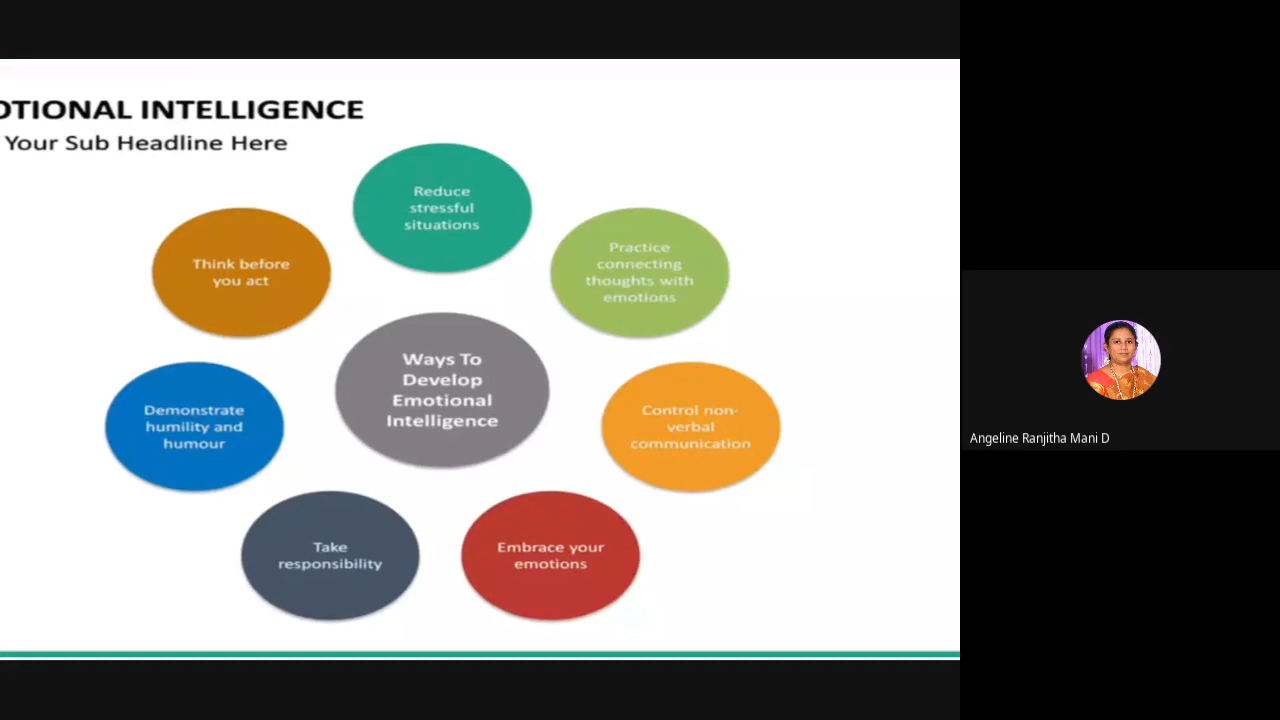 OTIONAL INTELLIGENCE
Your Sub Headline Here
Reduce
stressful
situations
Think before
you act
Practice
connecting
thoughts with
emotions
Ways To
Develop
Emotional
Intelligence
Demonstrate
humility and
humour
Control non-
verbal
communication
Take
responsibility
Embrace your
emotions
Angeline Ranjitha Mani D